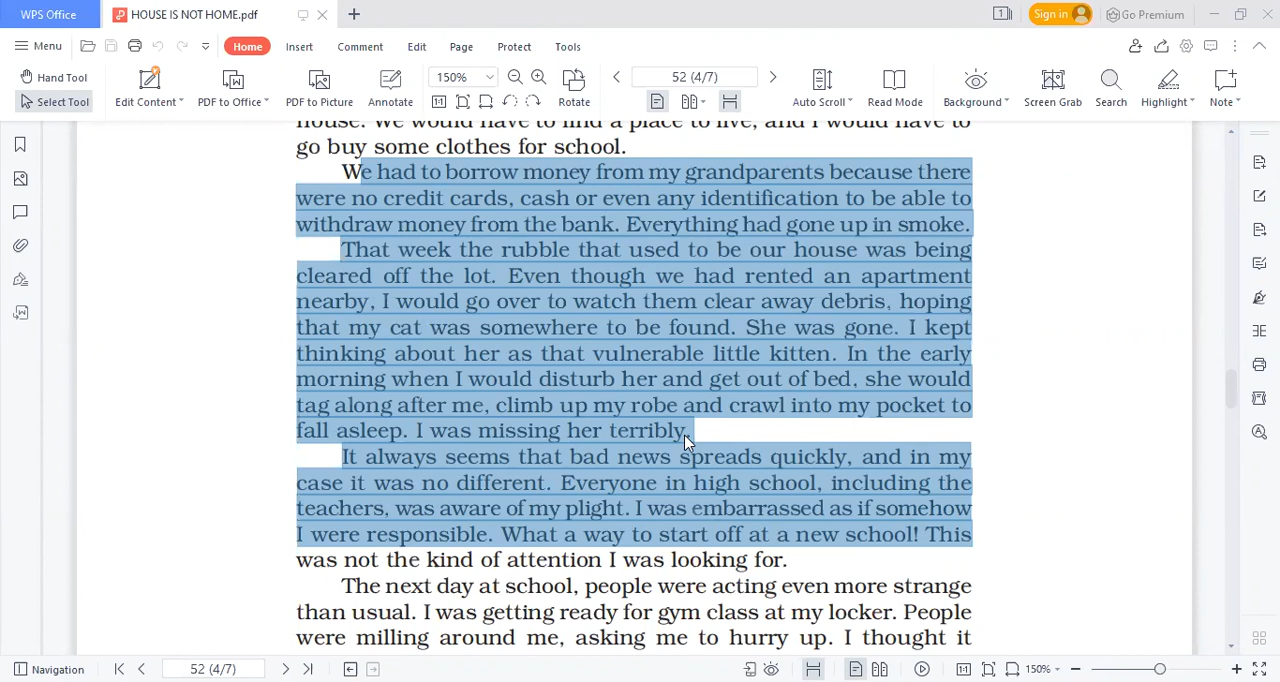 WPS Office
HOUSE IS NOT HOME.pdf
1
Sign in
Go Premium
Menu
Home
Insert
Comment
Edit
Page
Protect
Tools
Hand Tool
Select Tool
Edit Content
PDF to Office
PDF to Picture
Annotate
150%
52 (4/7)
Rotate
Auto Scroll
Read Mode
Background
Screen Grab
Search
Highlight
Note
house. We would have to find a place to live, and I would have to
go buy some clothes for school.
We had to borrow money from my grandparents because there
were no credit cards, cash or even any identification to be able to
withdraw money from the bank. Everything had gone up in smoke.
That week the rubble that used to be our house was being
cleared off the lot. Even though we had rented an apartment
nearby, I would go over to watch them clear away debris, hoping
that my cat was somewhere to be found. She was gone. I kept
thinking about her as that vulnerable little kitten. In the early
morning when I would disturb her and get out of bed, she would
tag along after me, climb up my robe and crawl into my pocket to
fall asleep. I was missing her terribly.
It always seems that bad news spreads quickly, and in my
case it was no different. Everyone in high school, including the
teachers, was aware of my plight. I was embarrassed as if somehow
I were responsible. What a way to start off at a new school! This
was not the kind of attention I was looking for.
The next day at school, people were acting even more strange
than usual. I was getting ready for gym class at my locker. People
were milling around me, asking me to hurry up. I thought it
Navigation
52 (4/7)
150%